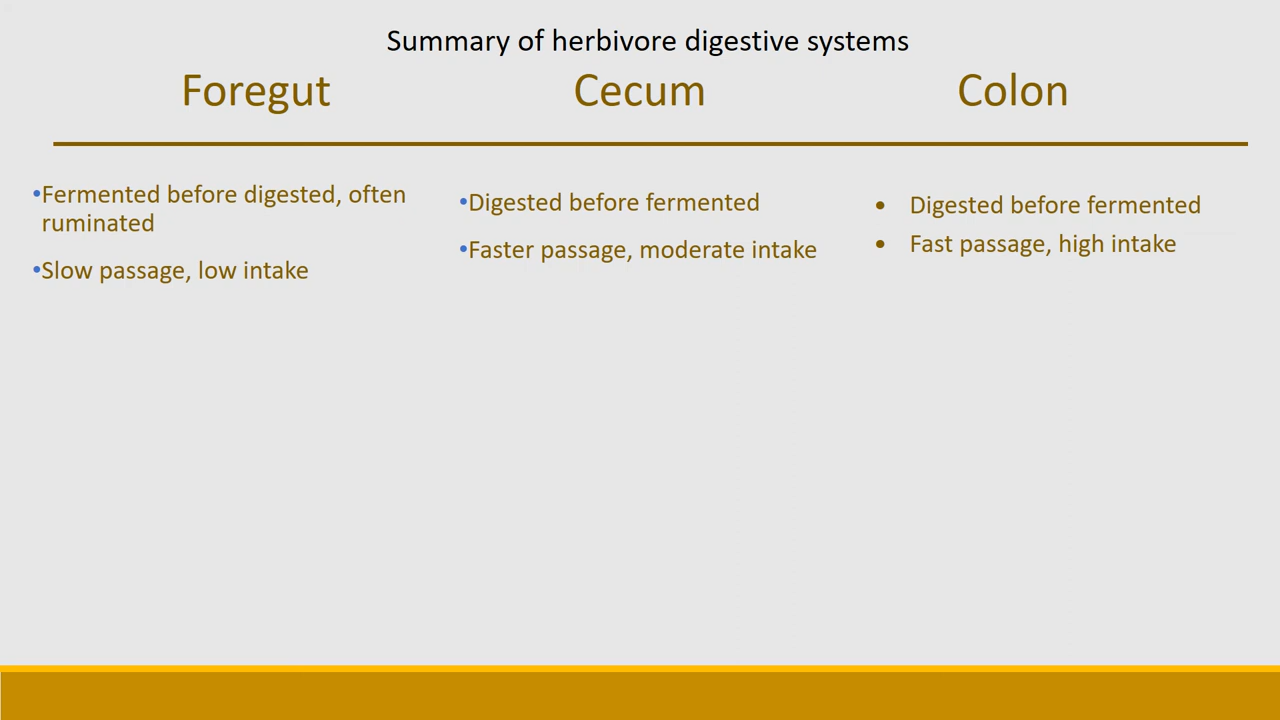 Summary of herbivore digestive systems
Foregut
Cecum
Colon
•Fermented before digested, often
ruminated
•Slow passage, low intake
•Digested before fermented
•Faster passage, moderate intake
• Digested before fermented
• Fast passage, high intake